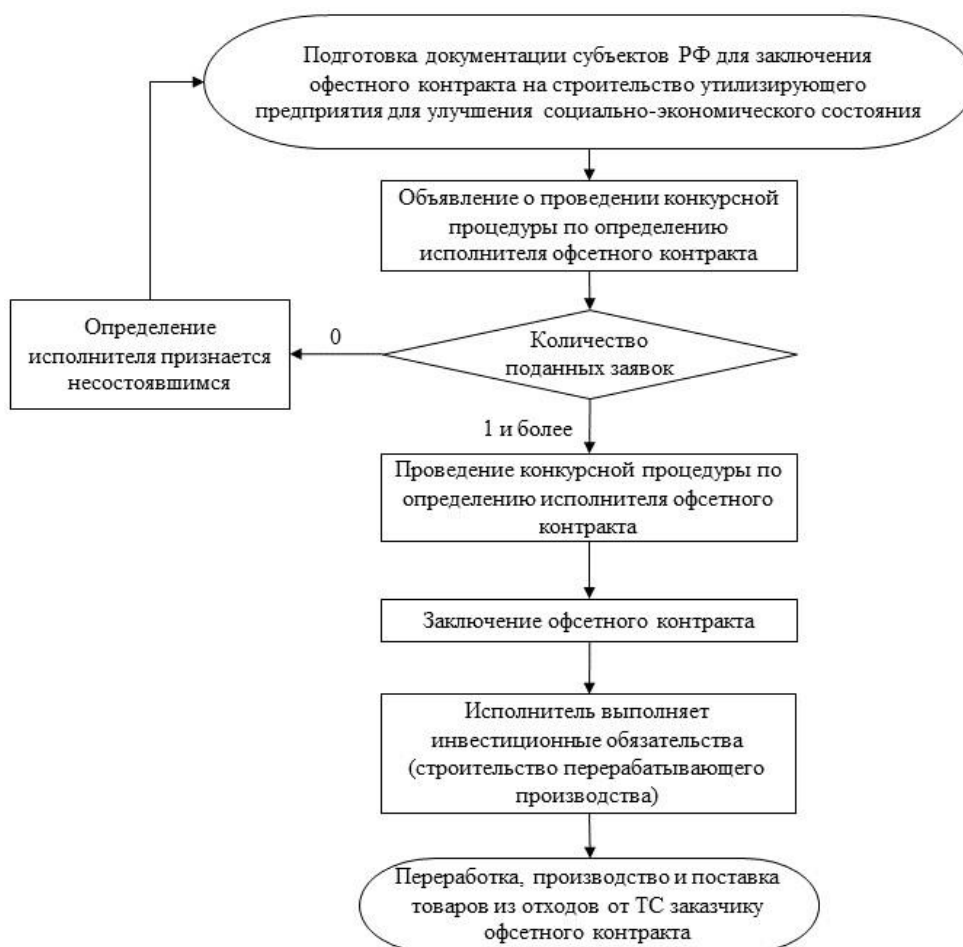 Подготовка документации субъектов РФ для заключения
офестного контракта на строительство утилизирующего
предприятия для улучшения социально-экономического состояния
Объявление о проведении конкурсной
процедуры по определению
исполнителя офсетного контракта
Определение
исполнителя признается
несостоявшимся
0
Количество
поданных заявок
1 и более
Проведение конкурсной процедуры по
определению исполнителя офсетного
контракта
Заключение офсетного контракта
Исполнитель выполняет
инвестиционные обязательства
(строительство перерабатывающего
производства)
Переработка, производство и поставка
товаров из отходов от ТС заказчику
офсетного контракта